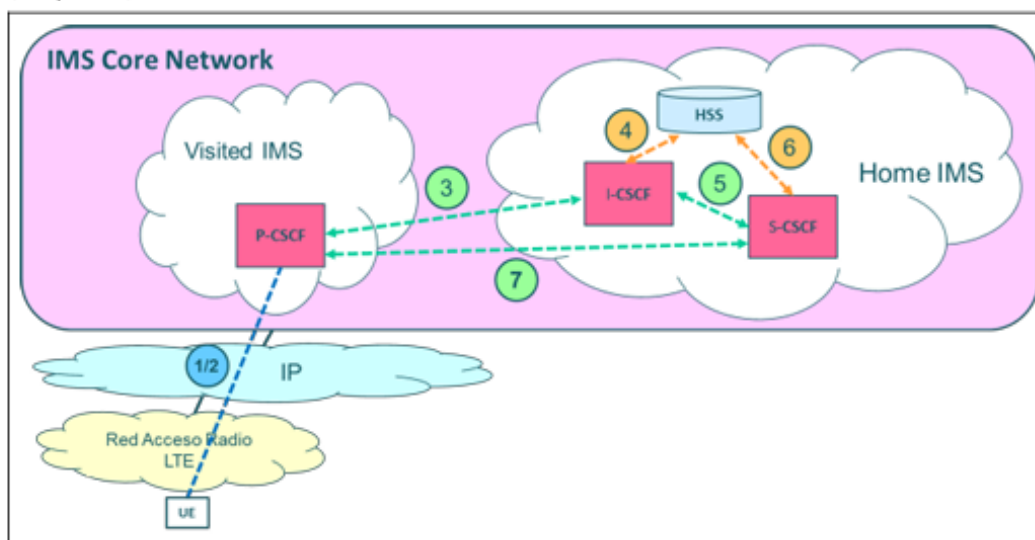 IMS Core Network
HSS
4
6
Visited IMS
Home IMS
3
5
I-CSCF
P-CSCF
S-CSCF
7
1/2
IP
Red Acceso Radio
LTE
UE